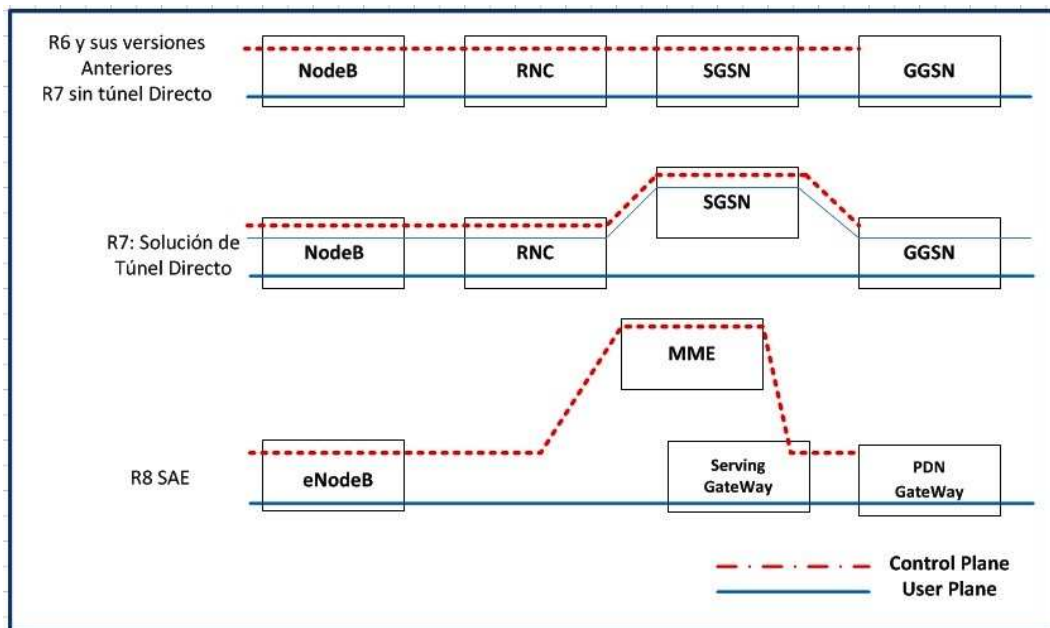 R6 y sus versiones
Anteriores
R7 sin túnel Directo
NodeB
RNC
SGSN
GGSN
R7: Solución de
Túnel Directo
NodeB
RNC
SGSN
GGSN
R8 SAE
eNodeB
MME
Serving
GateWay
PDN
GateWay
Control Plane
User Plane